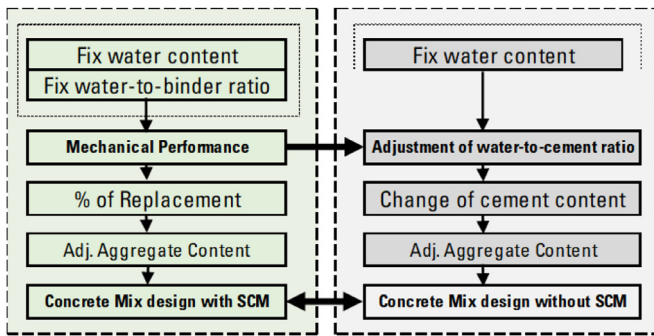 Fix water content
Fix water-to-binder ratio
Mechanical Performance
% of Replacement
Adj. Aggregate Content
Concrete Mix design with SCM
Fix water content
Adjustment of water-to-cement ratio
Change of cement content
Adj. Aggregate Content
Concrete Mix design without SCM